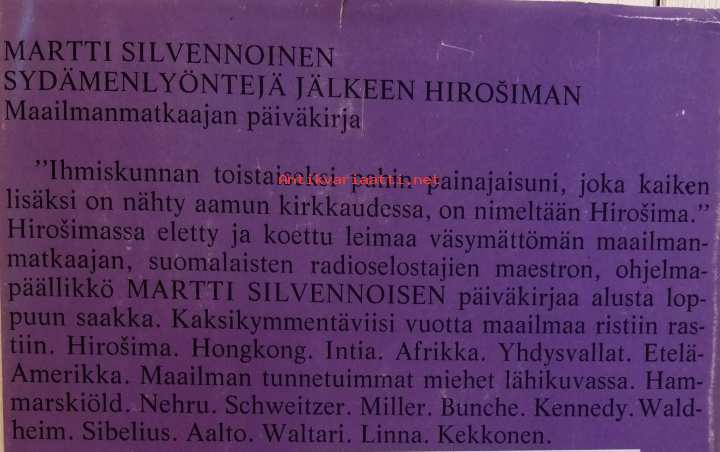 MARTTI SILVENNOINEN
SYDÄMENLYÖNTEJÄ JÄLKEEN HIROŠIMAN
Maailmanmatkaajan päiväkirja
"Ihmiskunnan toistaiseksi pahin painajaisuni, joka kaiken
lisäksi on nähty aamun kirkkaudessa, on nimeltään Hirošima."
Hirošimassa eletty ja koettu leimaa väsymättömän maailman-
matkaajan, suomalaisten radioselostajien maestron, ohjelma-
päällikkö MARTTI SILVENNOISEN päiväkirjaa alusta lop-
puun saakka. Kaksikymmentäviisi vuotta maailmaa ristiin ras-
tiin. Hirošima. Hongkong. Intia. Afrikka. Yhdysvallat. Etelä-
Amerikka. Maailman tunnetuimmat miehet lähikuvassa. Ham-
marskiöld. Nehru. Schweitzer. Miller. Bunche. Kennedy. Wald-
heim. Sibelius. Aalto. Waltari. Linna. Kekkonen.
Antikvariaatti.net